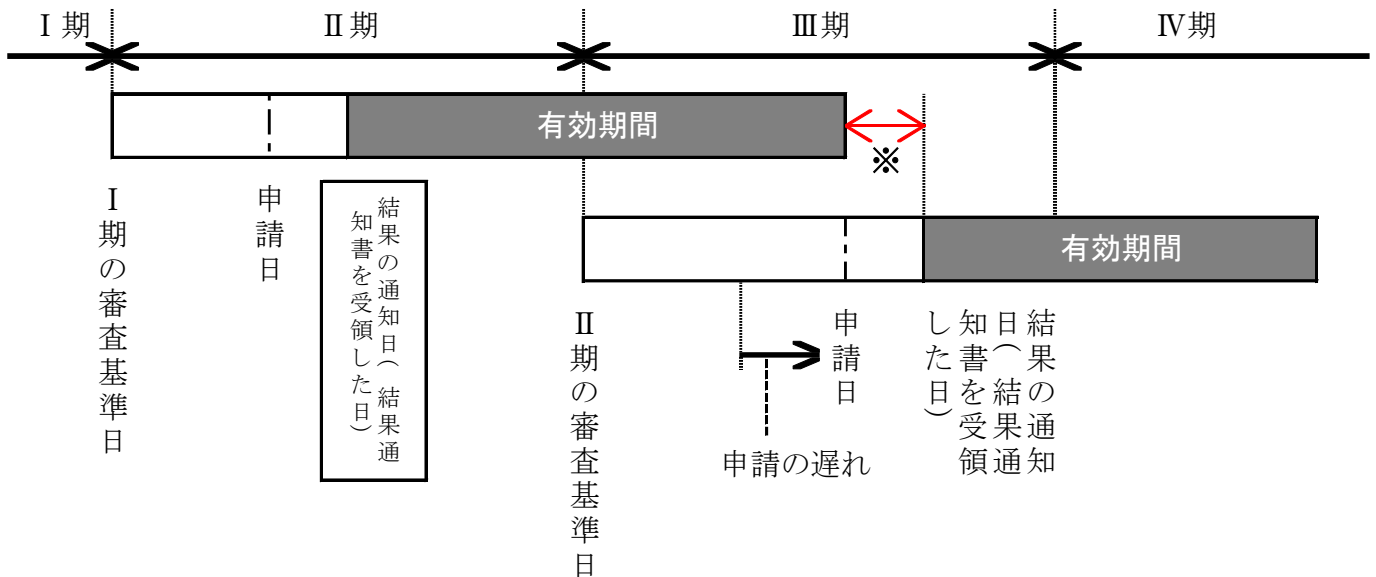 Ⅰ期
Ⅱ期
Ⅲ期
Ⅳ期
有効期間
※
Ⅰ期の審査基準日
申請日
結果の通知日（結果通
知書を受領した日）
有効期間
Ⅱ期の審査基準日
申請の遅れ
申請日
結果の通知
日（結果通
知書を受領
した日）